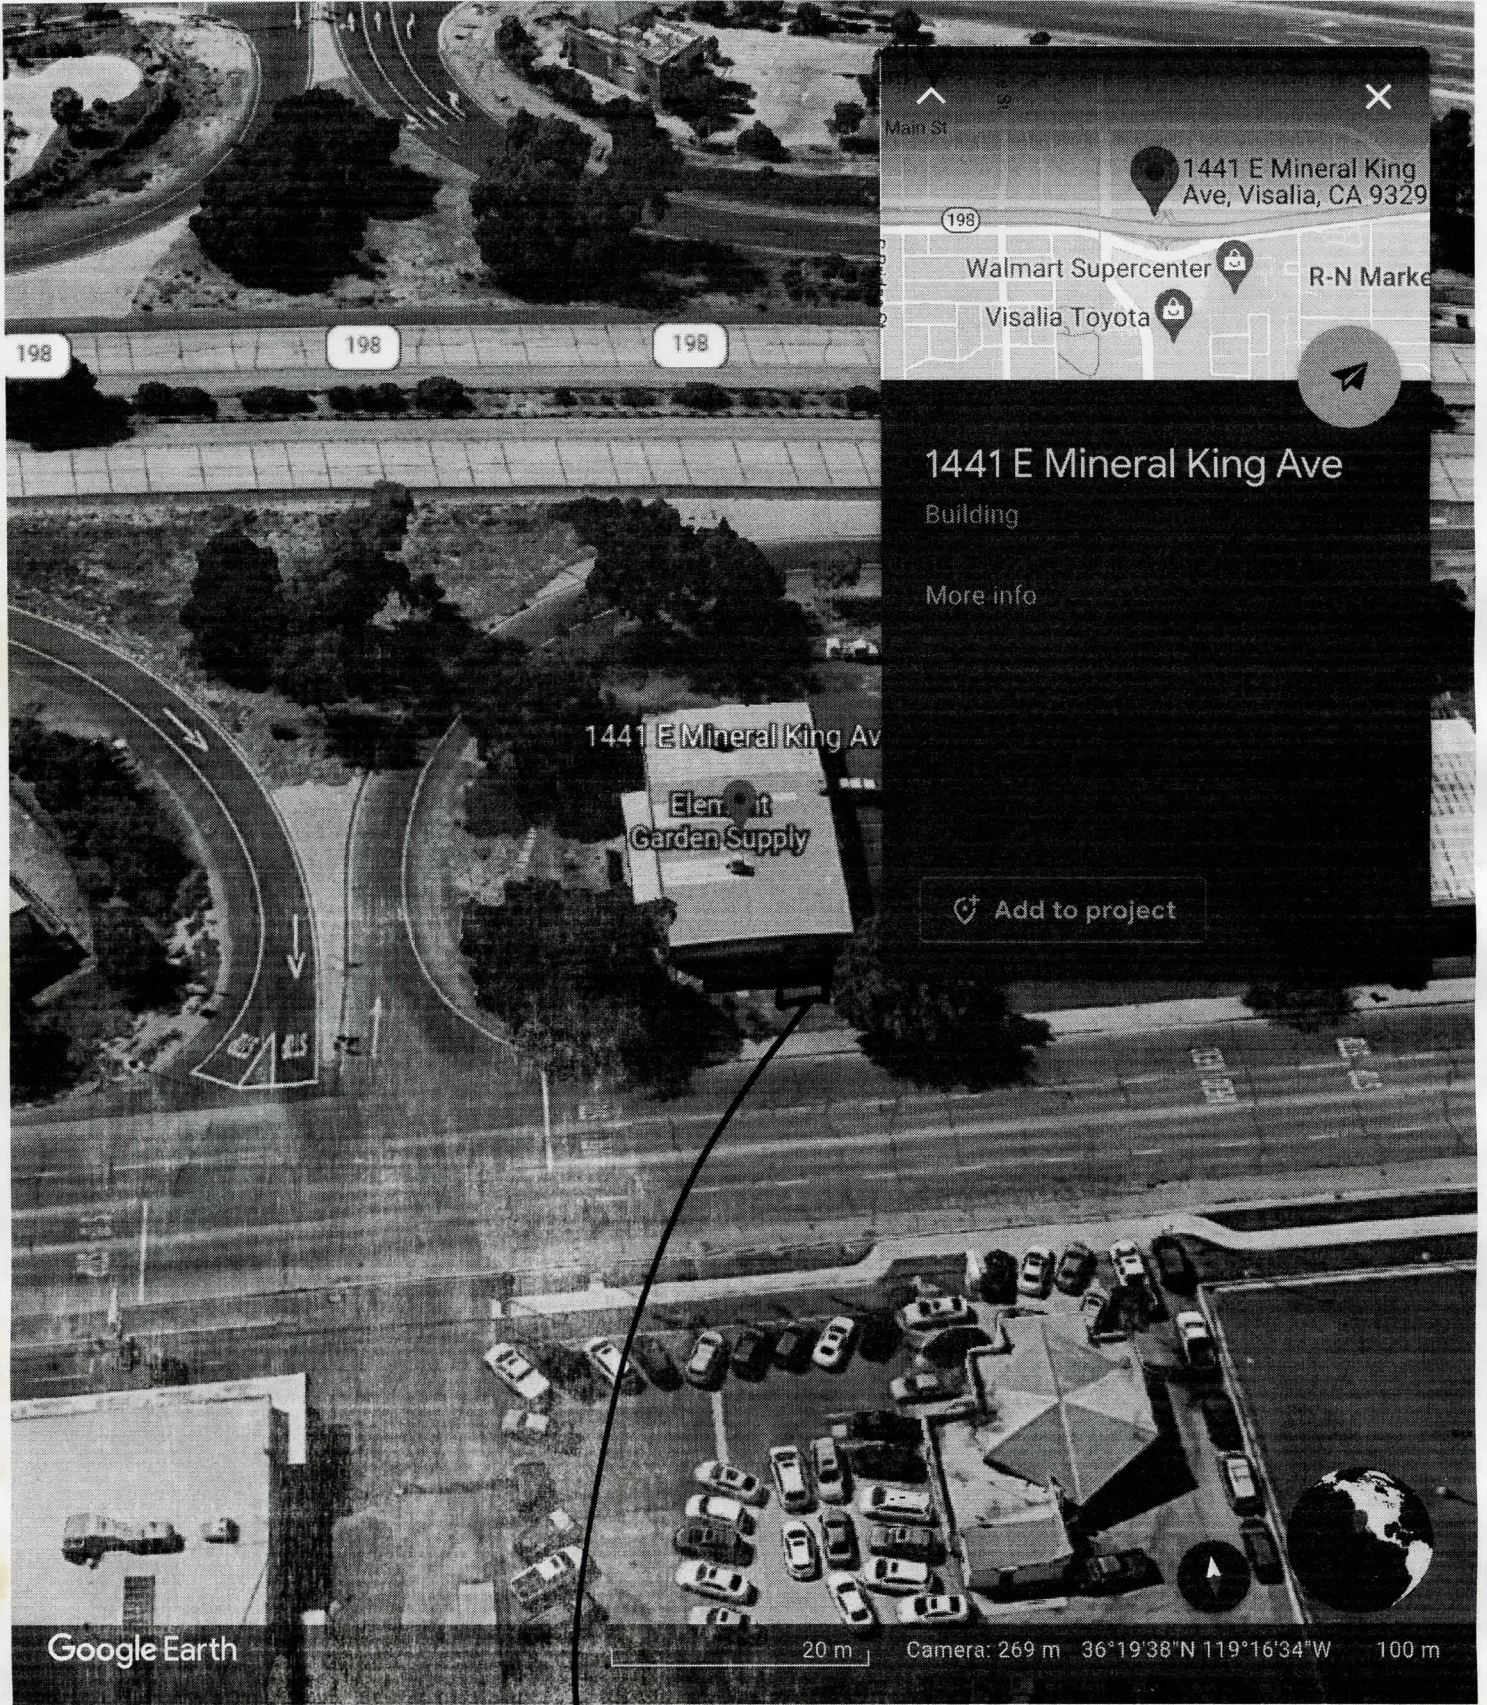 Main St
1441 E Mineral King
Ave, Visalia, CA 9329
198
Walmart Supercenter
R-N Marke
Visalia Toyota
198
198
198
1441 E Mineral King Ave
Building
More info
1441 E Mineral King Av
Garden Supply
Add to project
Google Earth
20 m
Camera: 269 m
36°19'38"N 119°16'34"W
100 m